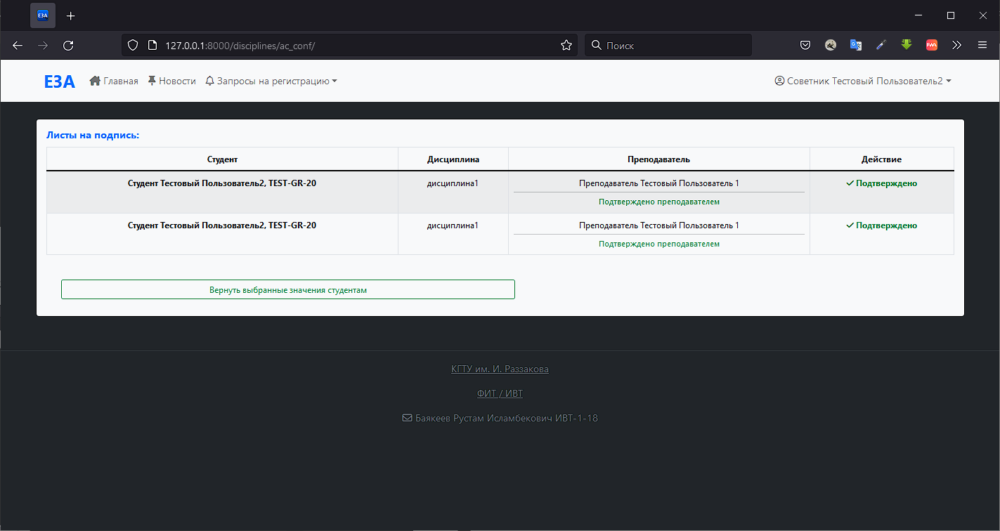 ЕЗА
127.0.0.1:8000/disciplines/ac_conf/
Поиск
ЕЗА Главная Новости Запросы на регистрацию Советник Тестовый Пользователь2
Листы на подпись:
Студент Дисциплина Преподаватель Действие
Студент Тестовый Пользователь2, TEST-GR-20 дисциплина1 Преподаватель Тестовый Пользователь 1 Подтверждено
Подтверждено преподавателем
Студент Тестовый Пользователь2, TEST-GR-20 дисциплина1 Преподаватель Тестовый Пользователь 1 Подтверждено
Подтверждено преподавателем
Вернуть выбранные значения студентам
КГТУ им. И. Раззакова
ФИТ / ИВТ
Баякеев Рустам Исламбекович ИВТ-1-18